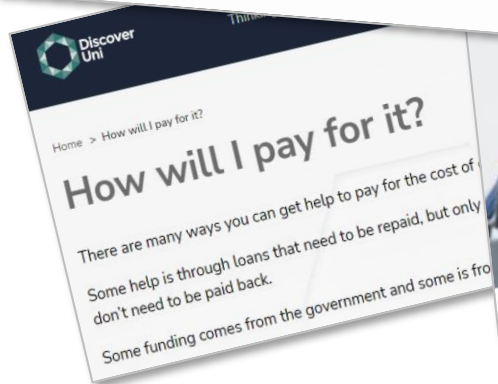 Discover
Uni
Home > How will I pay for it?
How will I pay for it?
There are many ways you can get help to pay for the cost of
Some help is through loans that need to be repaid, but only
don't need to be paid back.
Some funding comes from the government and some is fro